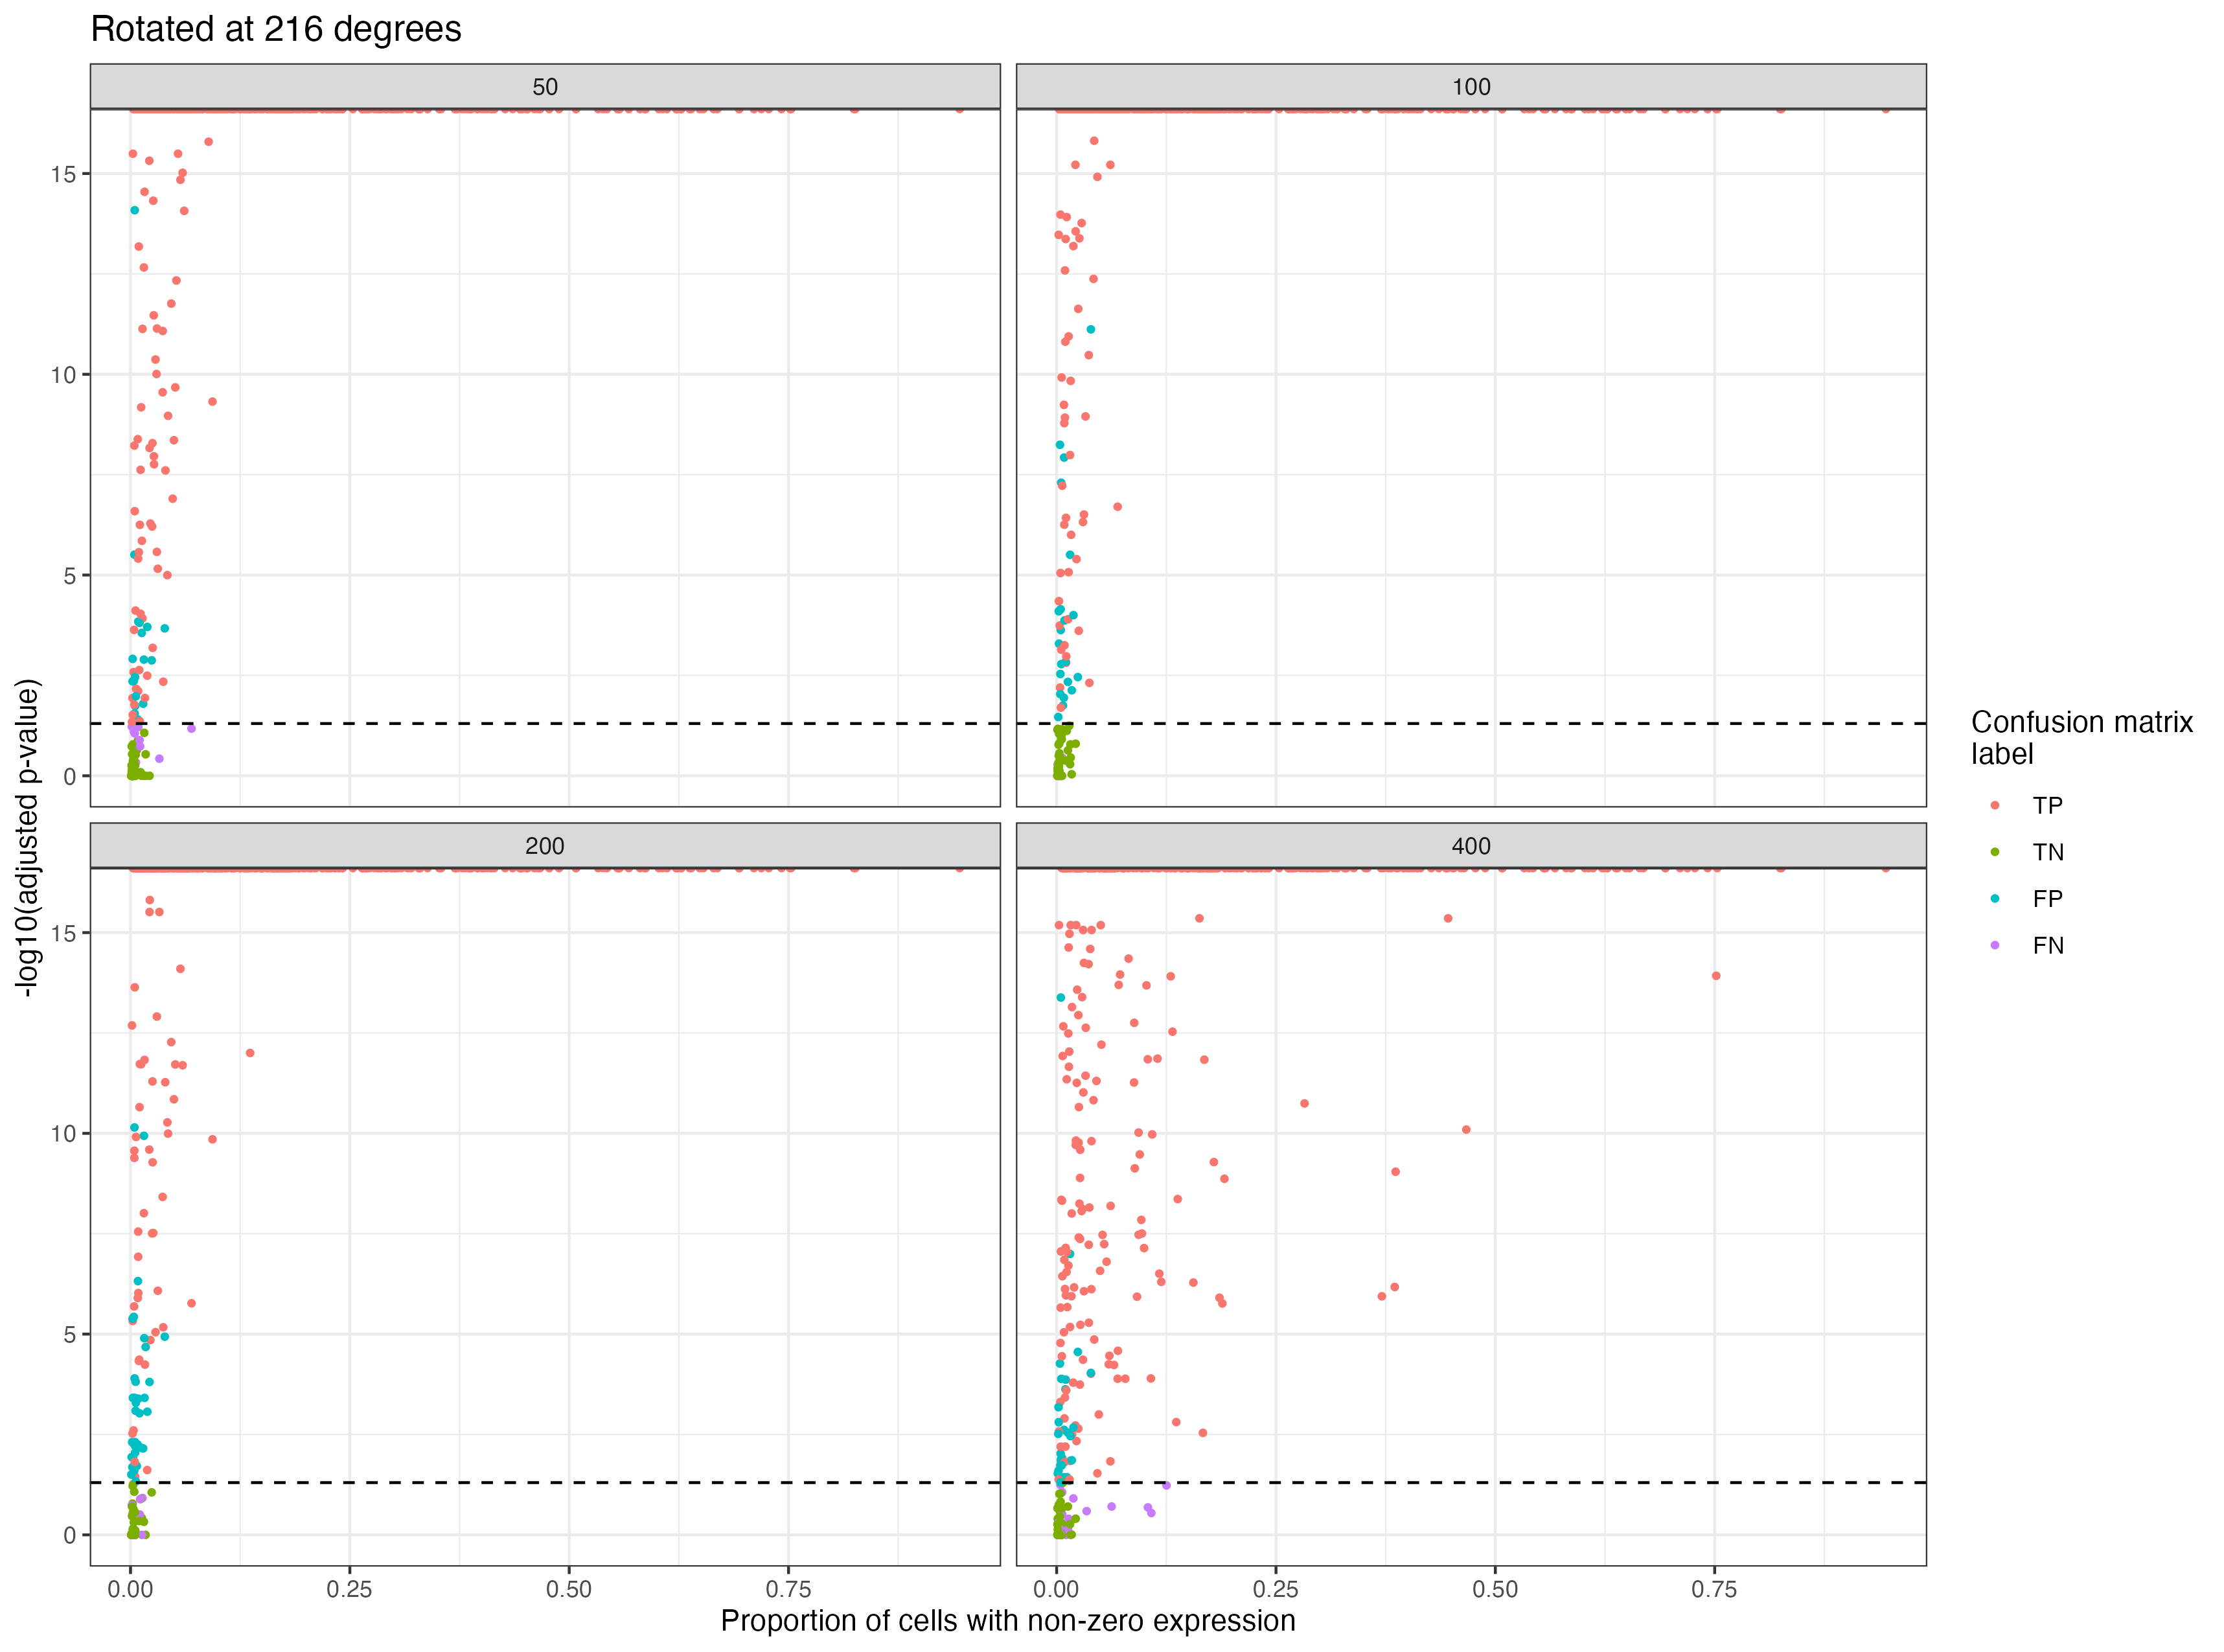 Rotated at 216 degrees
50
100
15
10
5
0
200
400
15
10
5
0
0.00
0.25
0.50
0.75
0.00
0.25
0.50
0.75
Proportion of cells with non-zero expression
-log10(adjusted p-value)
Confusion matrix
label
TP
TN
FP
FN